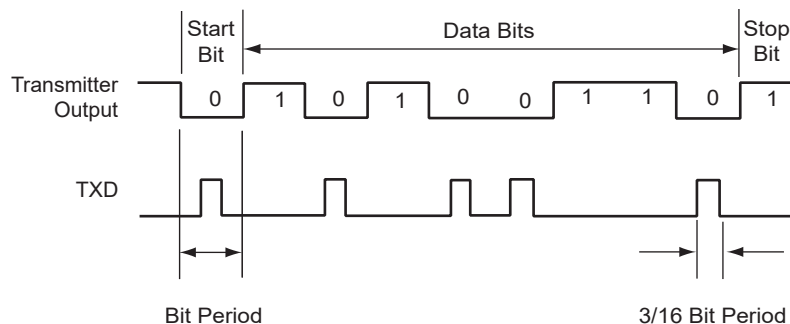 Start
Bit
Data Bits
Stop
Bit
Transmitter
Output
0 1 0 1 0 0 1 1 0 1
TXD
Bit Period
3/16 Bit Period